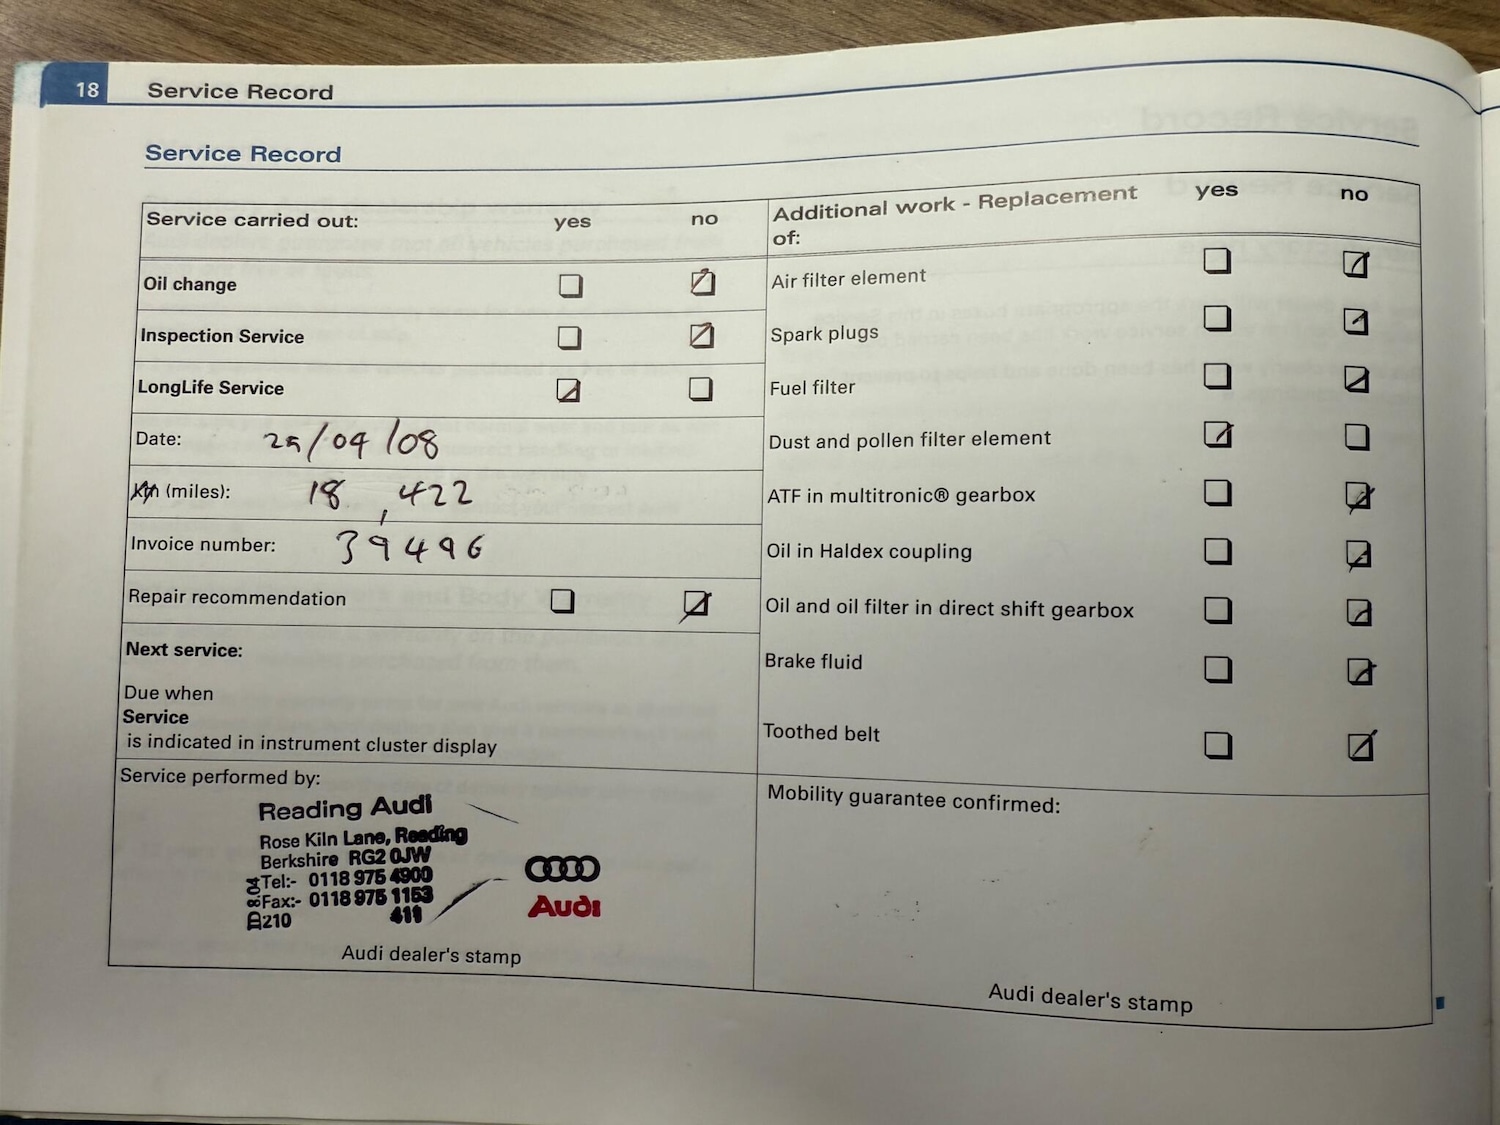 18 Service Record
Service Record
Service carried out: yes no
Oil change
Inspection Service
LongLife Service
Date: 29/04/08
Km (miles): 18,422
Invoice number: 39496
Repair recommendation
Next service:
Due when
Service
is indicated in instrument cluster display
Service performed by:
Reading Audi
Rose Kiln Lane, Reading
Berkshire RG2 0JW
Tel:- 0118 975 4900
Fax:- 0118 975 1153
210 411
Audi
Audi dealer's stamp
Additional work - Replacement yes no
of:
Air filter element
Spark plugs
Fuel filter
Dust and pollen filter element
ATF in multitronic® gearbox
Oil in Haldex coupling
Oil and oil filter in direct shift gearbox
Brake fluid
Toothed belt
Mobility guarantee confirmed:
Audi dealer's stamp